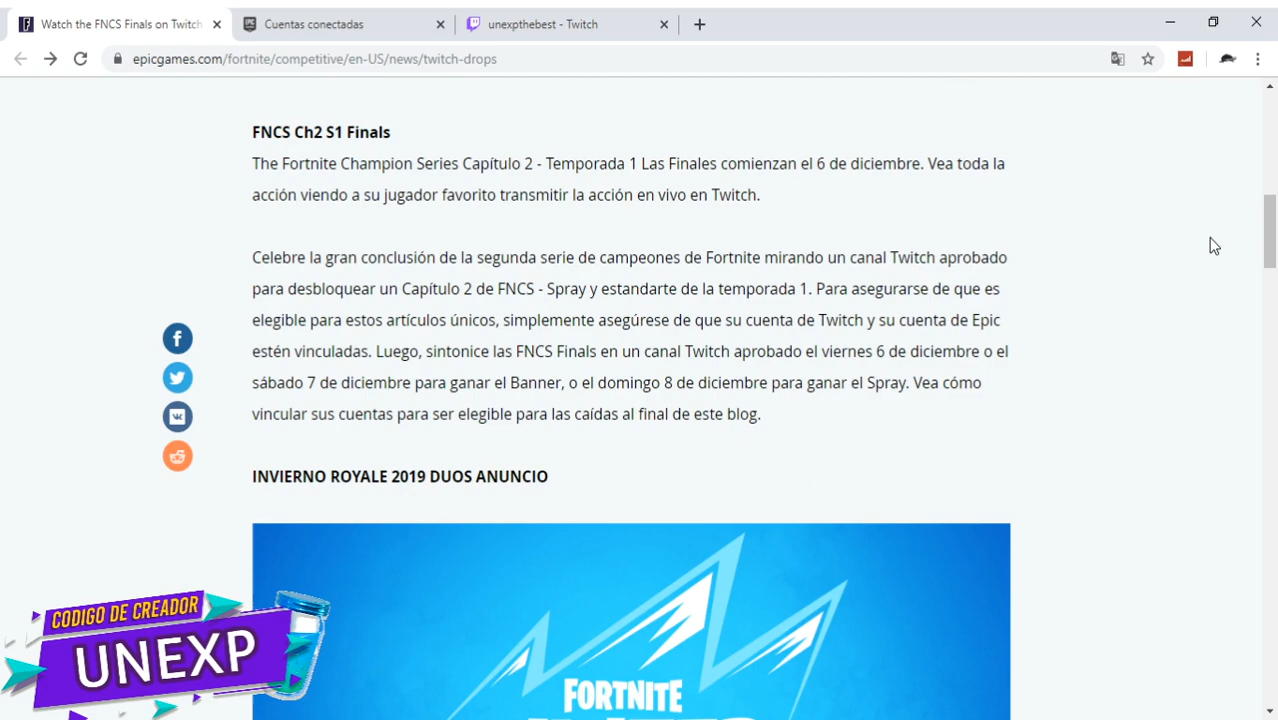 Watch the FNCS Finals on Twitch
Cuentas conectadas
unexpthebest - Twitch
epicgames.com/fortnite/competitive/en-US/news/twitch-drops
FNCS Ch2 S1 Finals
The Fortnite Champion Series Capítulo 2 - Temporada 1 Las Finales comienzan el 6 de diciembre. Vea toda la
acción viendo a su jugador favorito transmitir la acción en vivo en Twitch.
Celebre la gran conclusión de la segunda serie de campeones de Fortnite mirando un canal Twitch aprobado
para desbloquear un Capítulo 2 de FNCS - Spray y estandarte de la temporada 1. Para asegurarse de que es
elegible para estos artículos únicos, simplemente asegúrese de que su cuenta de Twitch y su cuenta de Epic
estén vinculadas. Luego, sintonice las FNCS Finals en un canal Twitch aprobado el viernes 6 de diciembre o el
sábado 7 de diciembre para ganar el Banner, o el domingo 8 de diciembre para ganar el Spray. Vea cómo
vincular sus cuentas para ser elegible para las caídas al final de este blog.
INVIERNO ROYALE 2019 DUOS ANUNCIO
FORTNITE
CODIGO DE CREADOR
UNEXP